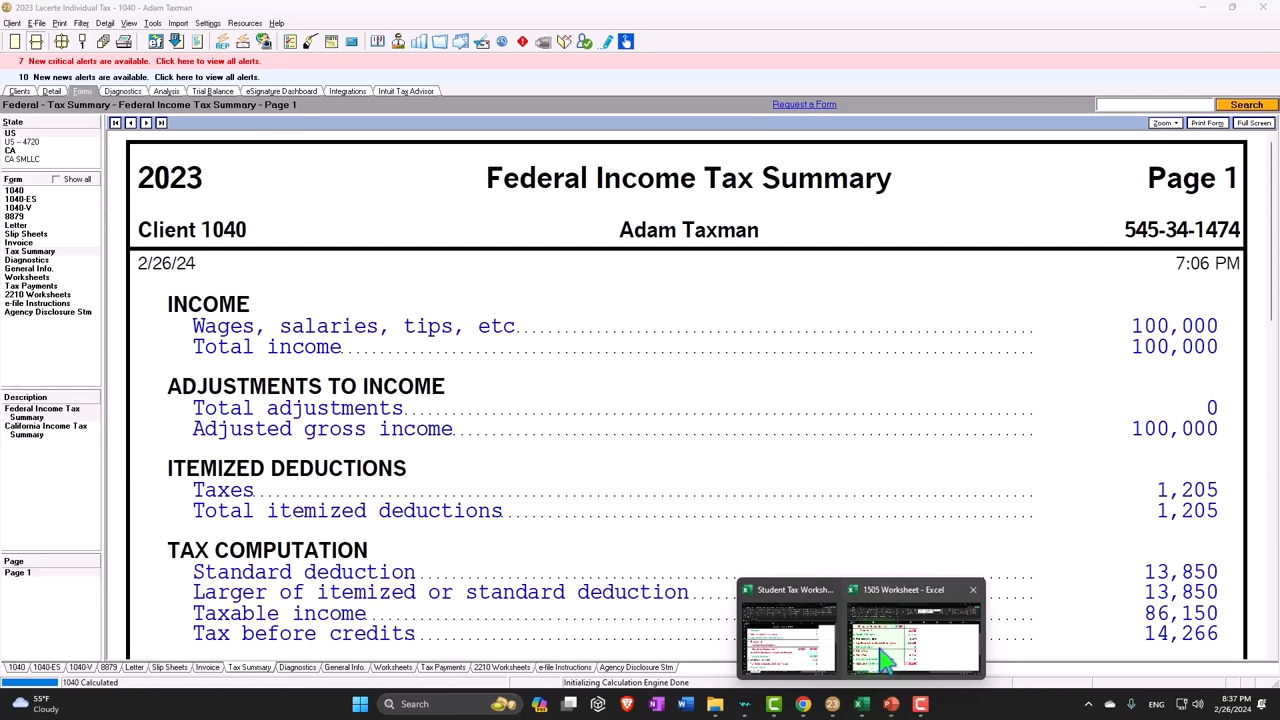 23 Lacerte Individual Tax - 1040 - Adam Taxman
Client E-File Print Filter Detail View Tools Import Settings Resources Help
REP
7 New critical alerts are available. Click here to view all alerts.
10 New news alerts are available. Click here to view all alerts.
Clients Detail Forms Diagnostics Analysis Trial Balance eSignature Dashboard Integrations Intuit Tax Advisor
Federal - Tax Summary - Federal Income Tax Summary - Page 1
Request a Form
Search
State
US
US - 4720
CA
CA SMLLC
Form Show all
1040
1040-ES
1040-V
8879
Letter
Slip Sheets
Invoice
Tax Summary
Diagnostics
General Info.
Worksheets
Tax Payments
2210 Worksheets
e-file Instructions
Agency Disclosure Stm
Description
Federal Income Tax
Summary
California Income Tax
Summary
Page
Page 1
Zoom Print Form Full Screen
2023 Federal Income Tax Summary Page 1
Client 1040 Adam Taxman 545-34-1474
2/26/24 7:06 PM
INCOME
Wages, salaries, tips, etc 100,000
Total income 100,000
ADJUSTMENTS TO INCOME
Total adjustments 0
Adjusted gross income 100,000
ITEMIZED DEDUCTIONS
Taxes 1,205
Total itemized deductions 1,205
TAX COMPUTATION
Standard deduction 13,850
Larger of itemized or standard deduction 13,850
Taxable income 86,150
Tax before credits 14,266
Student Tax Worksh... 1505 Worksheet - Excel
1040 1040-ES 1040-V 8879 Letter Slip Sheets Invoice Tax Summary Diagnostics General Info. Worksheets Tax Payments 2210 Worksheets e-file Instructions Agency Disclosure Stm
1040 Calculated Initializing Calculation Engine Done
55°F
Cloudy
Search
23
ENG
8:37 PM
2/26/2024